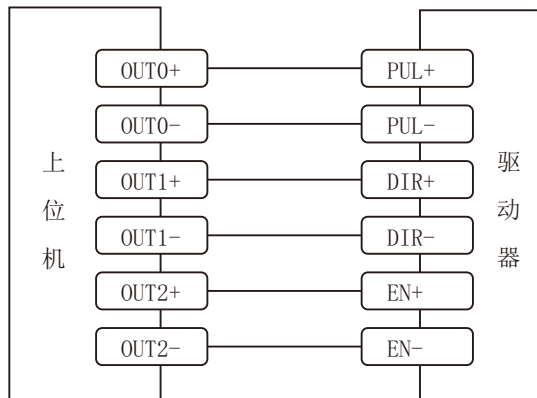 上位机
OUT0+ PUL+
OUT0- PUL-
OUT1+ DIR+
OUT1- DIR-
OUT2+ EN+
OUT2- EN-
驱动器